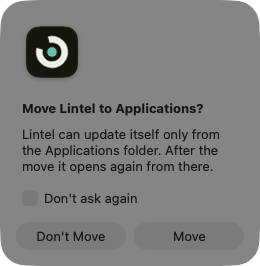 Move Lintel to Applications?
Lintel can update itself only from
the Applications folder. After the
move it opens again from there.
Don't ask again
Don't Move Move